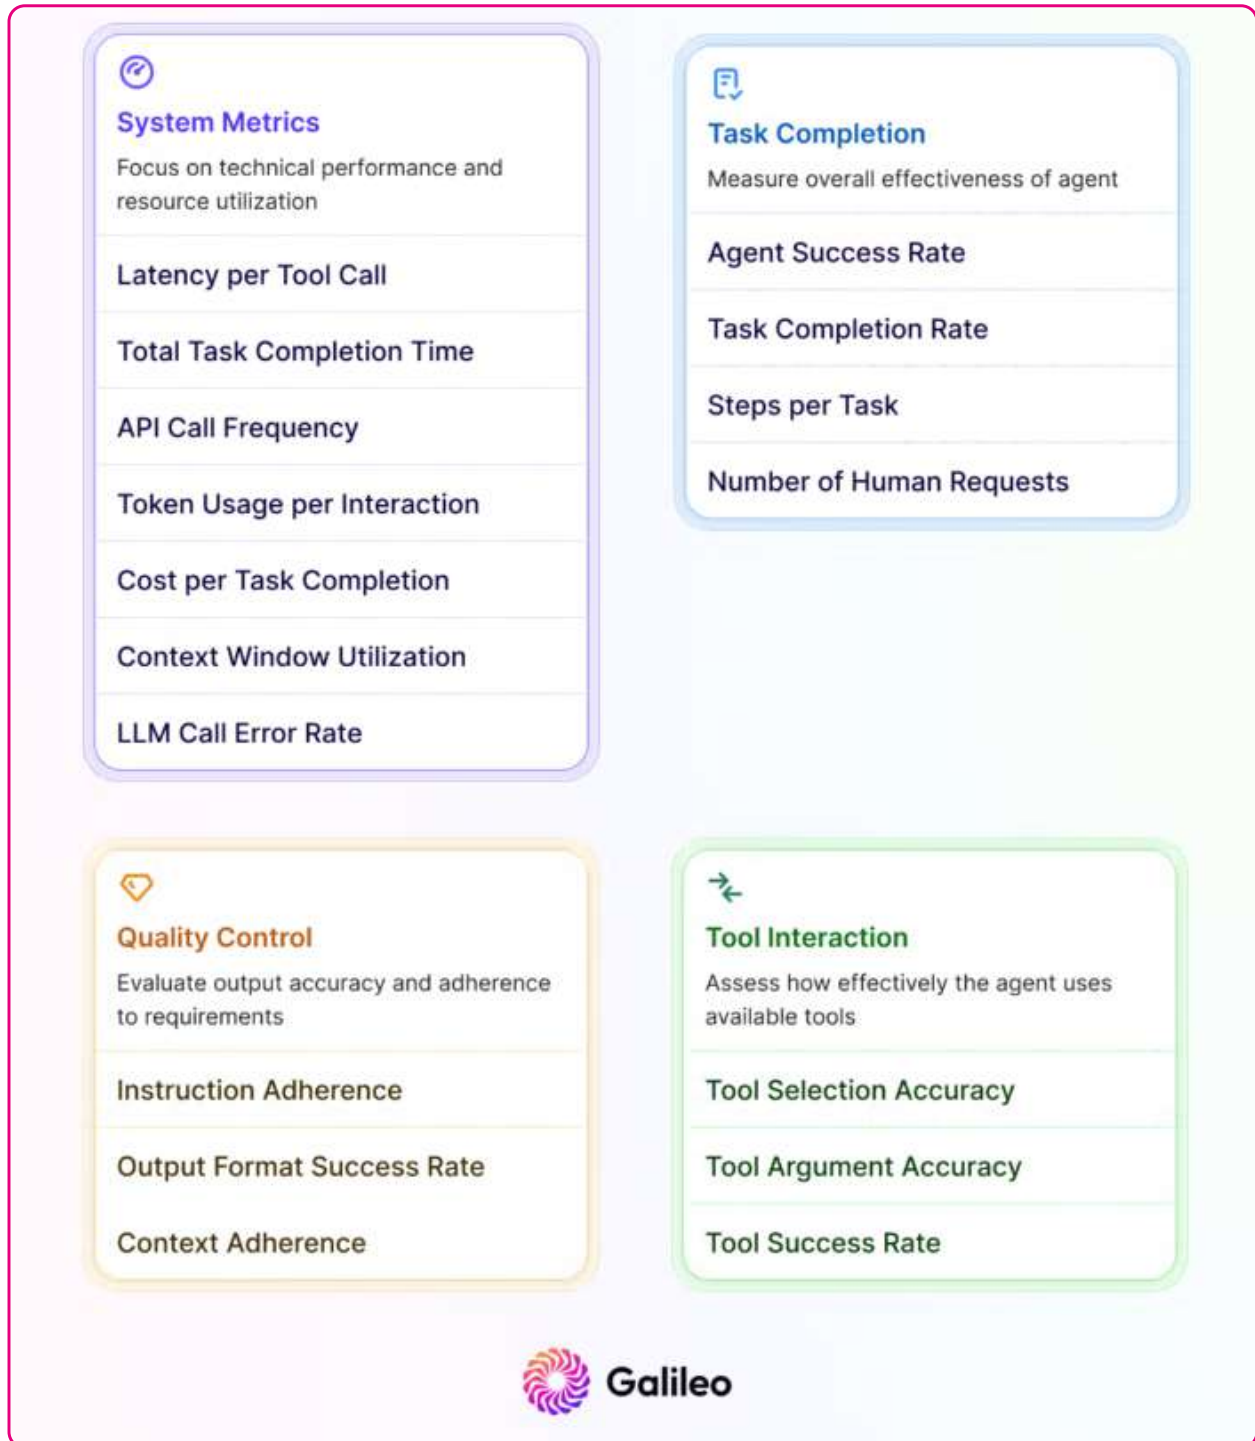 System Metrics
Focus on technical performance and
resource utilization
Latency per Tool Call
Total Task Completion Time
API Call Frequency
Token Usage per Interaction
Cost per Task Completion
Context Window Utilization
LLM Call Error Rate
Task Completion
Measure overall effectiveness of agent
Agent Success Rate
Task Completion Rate
Steps per Task
Number of Human Requests
Quality Control
Evaluate output accuracy and adherence
to requirements
Instruction Adherence
Output Format Success Rate
Context Adherence
Tool Interaction
Assess how effectively the agent uses
available tools
Tool Selection Accuracy
Tool Argument Accuracy
Tool Success Rate
Galileo